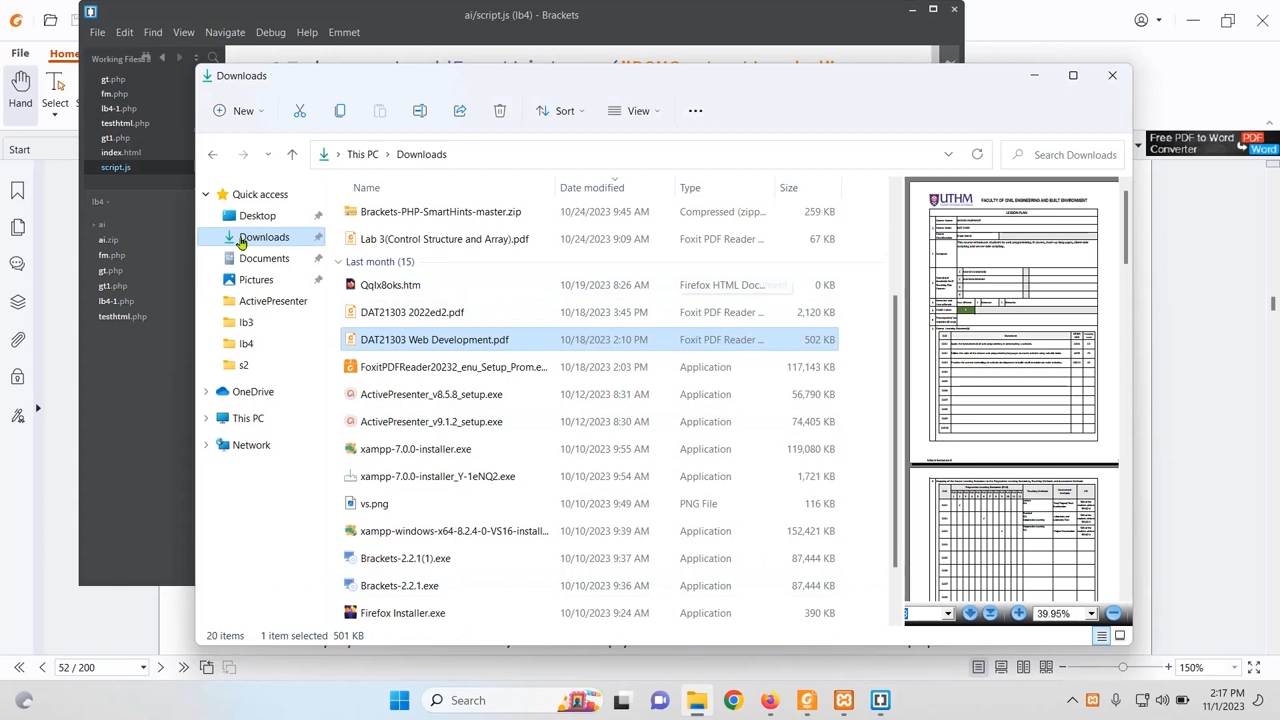 ai/script.js (lb4) - Brackets
File Edit Find View Navigate Debug Help Emmet
File Home
Hand Select
Start
Working Files
gt.php
fm.php
lb4-1.php
testhtml.php
gt1.php
index.html
script.js
lb4
ai
ai.zip
fm.php
gt.php
gt1.php
lb4-1.php
testhtml.php
Free PDF to Word
Converter
PDF
Word
Downloads
New Sort View
This PC > Downloads
Search Downloads
Quick access
Desktop
Downloads
Documents
Pictures
ActivePresenter
lb3
OneDrive
This PC
Network
Name Date modified Type Size
Brackets-PHP-SmartHints-master.zip 10/24/2023 9:45 AM Compressed (zipp... 259 KB
Lab 3(Control Structure and Array).pdf 10/24/2023 9:09 AM Foxit PDF Reader ... 67 KB
Last month (15)
Qqlx8oks.htm 10/19/2023 8:26 AM Firefox HTML Doc... 0 KB
DAT21303 2022ed2.pdf 10/18/2023 3:45 PM Foxit PDF Reader ... 2,120 KB
DAT21303 Web Development.pdf 10/18/2023 2:10 PM Foxit PDF Reader ... 502 KB
FoxitPDFReader20232_enu_Setup_Prom.e... 10/18/2023 2:03 PM Application 117,143 KB
ActivePresenter_v8.5.8_setup.exe 10/12/2023 8:31 AM Application 56,790 KB
ActivePresenter_v9.1.2_setup.exe 10/12/2023 8:30 AM Application 74,405 KB
xampp-7.0.0-installer.exe 10/10/2023 9:55 AM Application 119,080 KB
xampp-7.0.0-installer_Y-1eNQ2.exe 10/10/2023 9:54 AM Application 1,721 KB
vs.png 10/10/2023 9:49 AM PNG File 116 KB
xampp-windows-x64-8.2.4-0-VS16-install... 10/10/2023 9:47 AM Application 152,421 KB
Brackets-2.2.1(1).exe 10/10/2023 9:37 AM Application 87,444 KB
Brackets-2.2.1.exe 10/10/2023 9:36 AM Application 87,444 KB
Firefox Installer.exe 10/10/2023 9:24 AM Application 390 KB
UTHM FACULTY OF CIVIL ENGINEERING AND BUILT ENVIRONMENT
LESSON PLAN
39.95%
20 items 1 item selected 501 KB
52 / 200
150%
Search
2:17 PM
11/1/2023